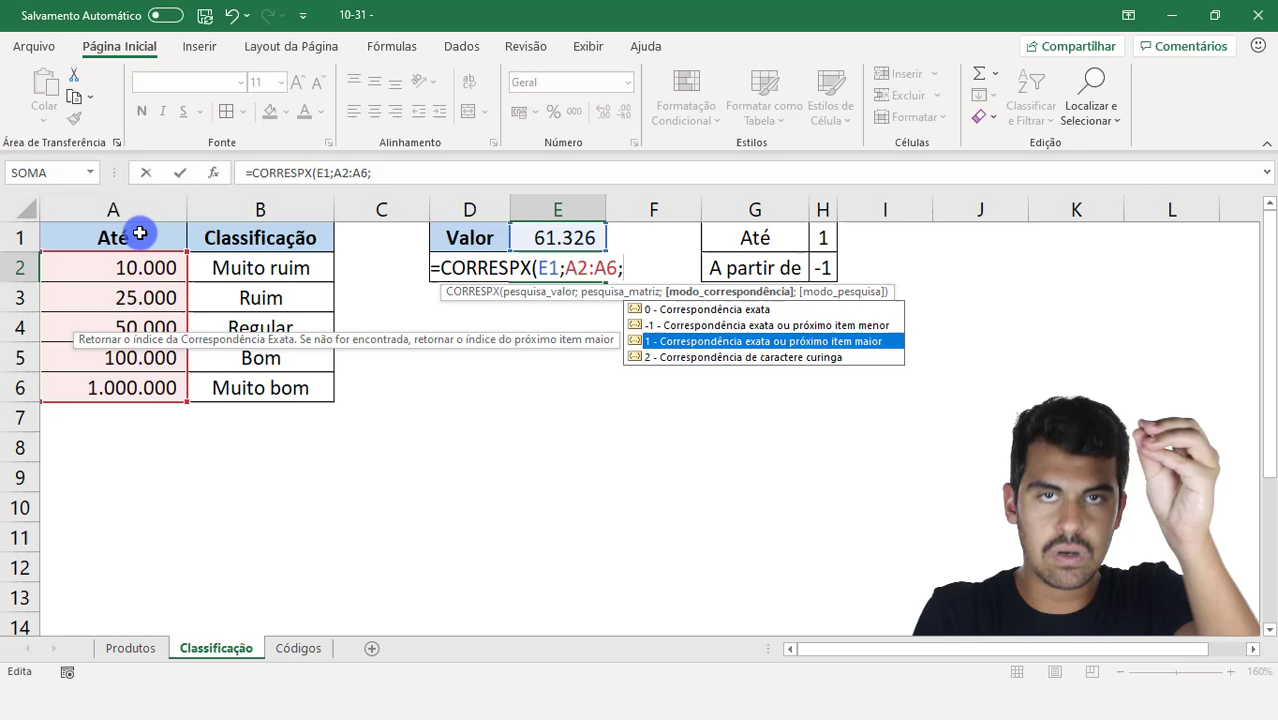 Salvamento Automático 10-31 -
Arquivo Página Inicial Inserir Layout da Página Fórmulas Dados Revisão Exibir Ajuda Compartilhar Comentários
Colar 11 Geral Formatação Condicional Formatar como Tabela Estilos de Célula Inserir Excluir Formatar Classificar e Filtrar Localizar e Selecionar
Área de Transferência Fonte Alinhamento Número Estilos Células Edição
SOMA =CORRESPX(E1;A2:A6;
A B C D E F G H I J K L
1 Até Classificação Valor 61.326 Até 1
2 10.000 Muito ruim =CORRESPX(E1;A2:A6; A partir de -1
CORRESPX(pesquisa_valor; pesquisa_matriz; [modo_correspondência]; [modo_pesquisa])
3 25.000 Ruim
0 - Correspondência exata
-1 - Correspondência exata ou próximo item menor
1 - Correspondência exata ou próximo item maior
2 - Correspondência de caractere curinga
4 50.000 Regular
Retornar o índice da Correspondência Exata. Se não for encontrada, retornar o índice do próximo item maior
5 100.000 Bom
6 1.000.000 Muito bom
7
8
9
10
11
12
13
14
Produtos Classificação Códigos
Edita 160%